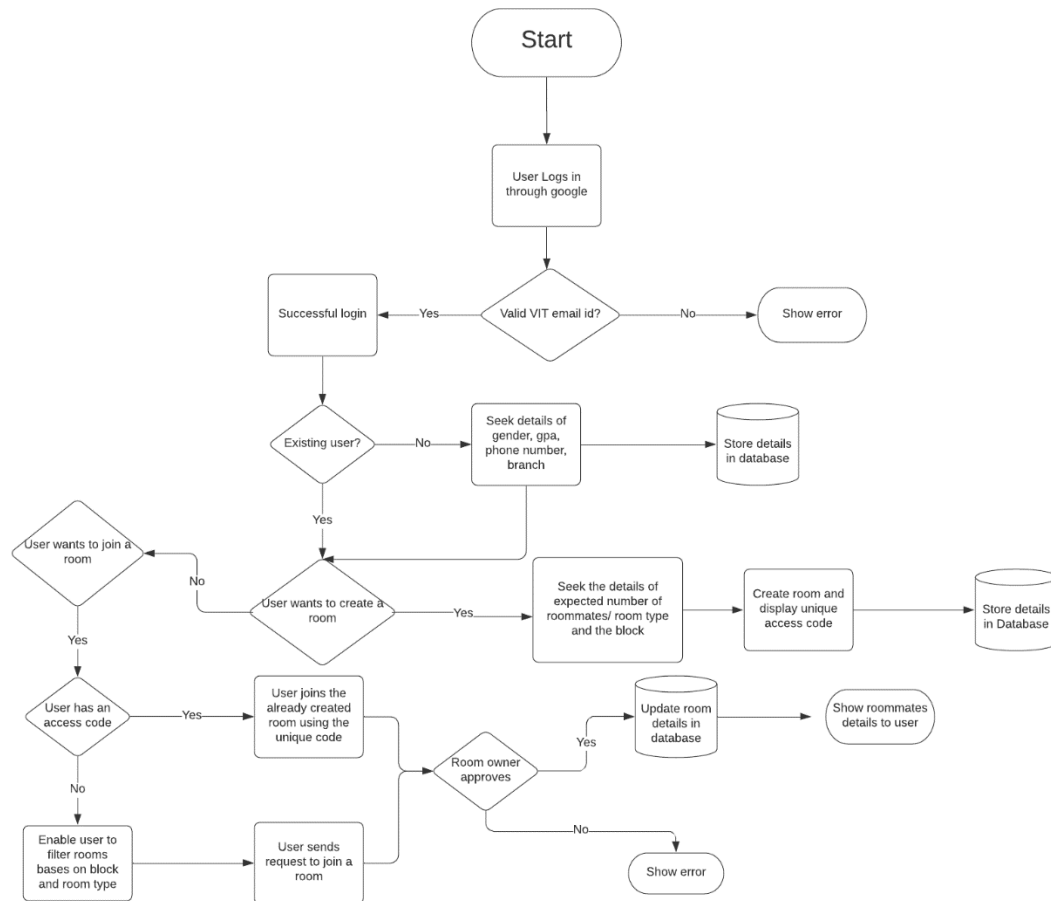 Start
User Logs in
through google
Successful login
Yes
Valid VIT email id?
No
Show error
Existing user?
No
Seek details of
gender, gpa,
phone number,
branch
Store details
in database
Yes
User wants to join a
room
No
User wants to create a
room
Yes
Seek the details of
expected number of
roommates/ room type
and the block
Create room and
display unique
access code
Store details
in Database
Yes
User has an
access code
Yes
User joins the
already created
room using the
unique code
Room owner
approves
Yes
Update room
details in
database
Show roommates
details to user
No
Enable user to
filter rooms
bases on block
and room type
User sends
request to join a
room
No
Show error